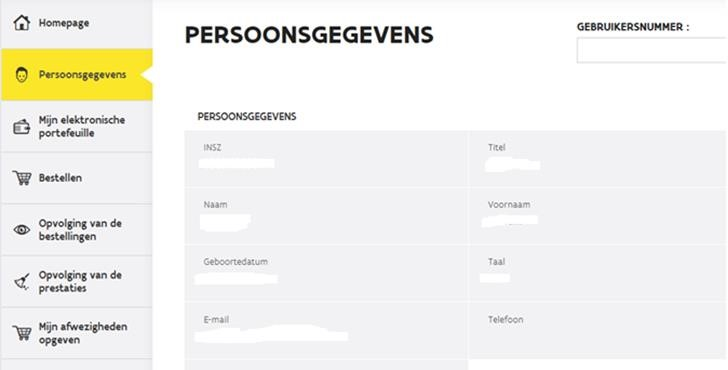 Homepage
Persoonsgegevens
Mijn elektronische
portefeuille
Bestellen
Opvolging van de
bestellingen
Opvolging van de
prestaties
Mijn afwezigheden
opgeven
PERSOONSGEGEVENS
GEBRUIKERSNUMMER :
PERSOONSGEGEVENS
INSZ
Titel
Naam
Voornaam
Geboortedatum
Taal
E-mail
Telefoon